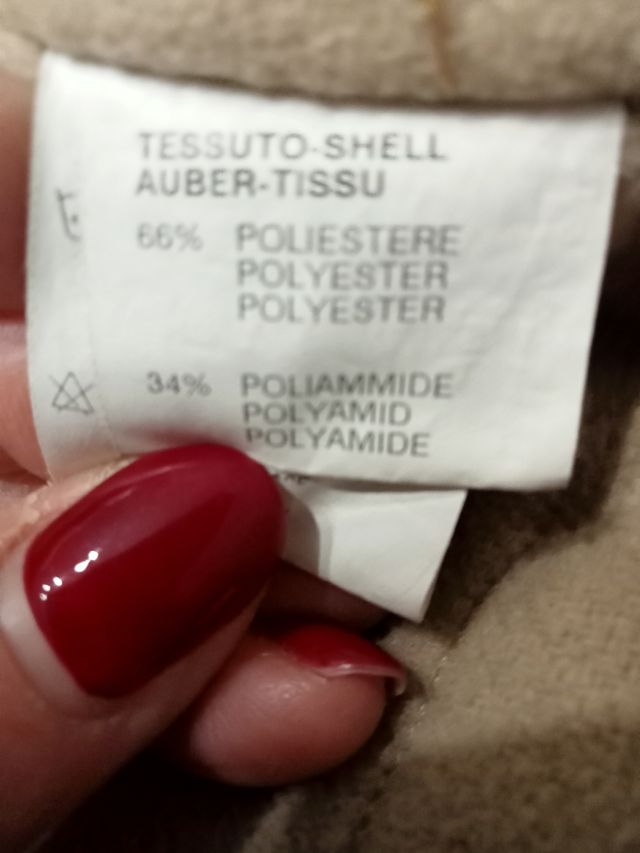 TESSUTO-SHELL
AUBER-TISSU
66% POLIESTERE
POLYESTER
POLYESTER
34% POLIAMMIDE
POLYAMID
POLYAMIDE